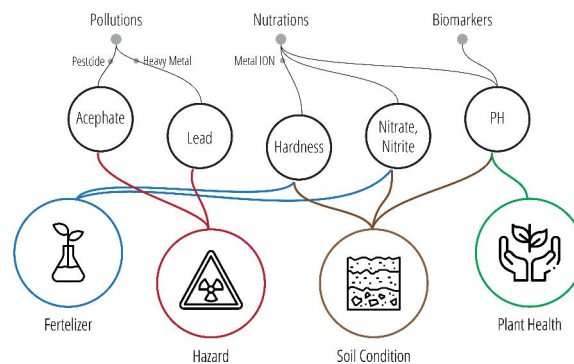 Pollutions
Nutrations
Biomarkers
Pestcide
Heavy Metal
Metal ION
Acephate
Lead
Hardness
Nitrate,
Nitrite
PH
Fertelizer
Hazard
Soil Condition
Plant Health